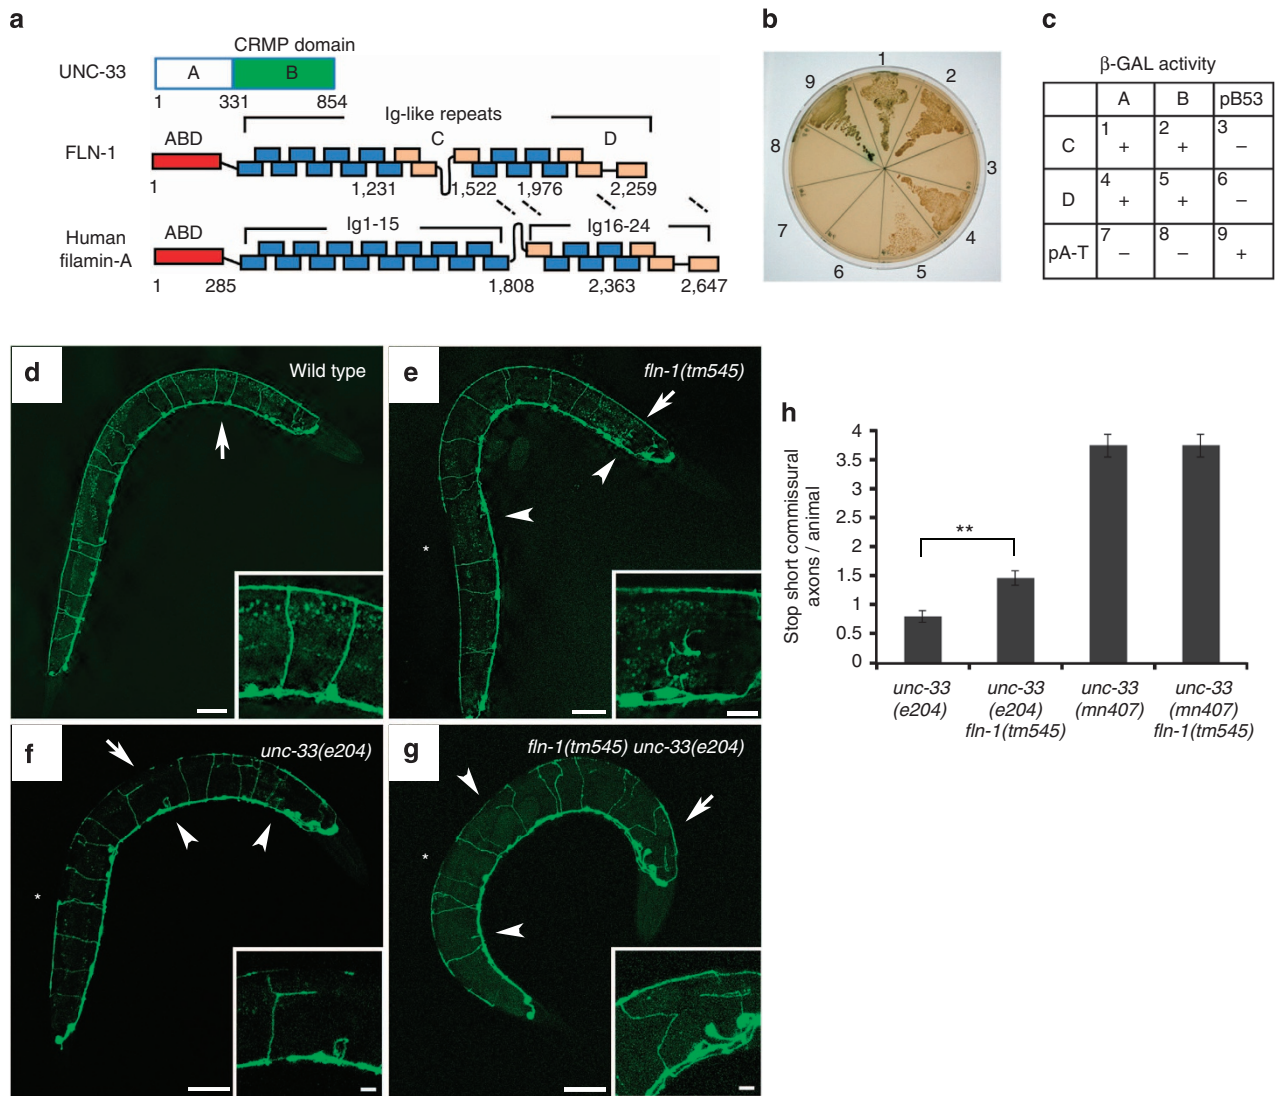 a
CRMP domain
UNC-33
A
B
1
331
854
Ig-like repeats
ABD
C
D
FLN-1
1
1,231
1,522
1,976
2,259
ABD
Ig1-15
Ig16-24
Human
filamin-A
1
285
1,808
2,363
2,647
b
1
2
3
4
5
6
7
8
9
c
β-GAL activity
A
B
pB53
C
1
+
2
+
3
–
D
4
+
5
+
6
–
pA-T
7
–
8
–
9
+
d
Wild type
e
fln-1(tm545)
*
f
unc-33(e204)
*
g
fln-1(tm545) unc-33(e204)
*
h
Stop short commissural
axons / animal
4
3.5
3
2.5
2
1.5
1
0.5
0
**
unc-33
(e204)
unc-33
(e204)
fln-1(tm545)
unc-33
(mn407)
unc-33
(mn407)
fln-1(tm545)